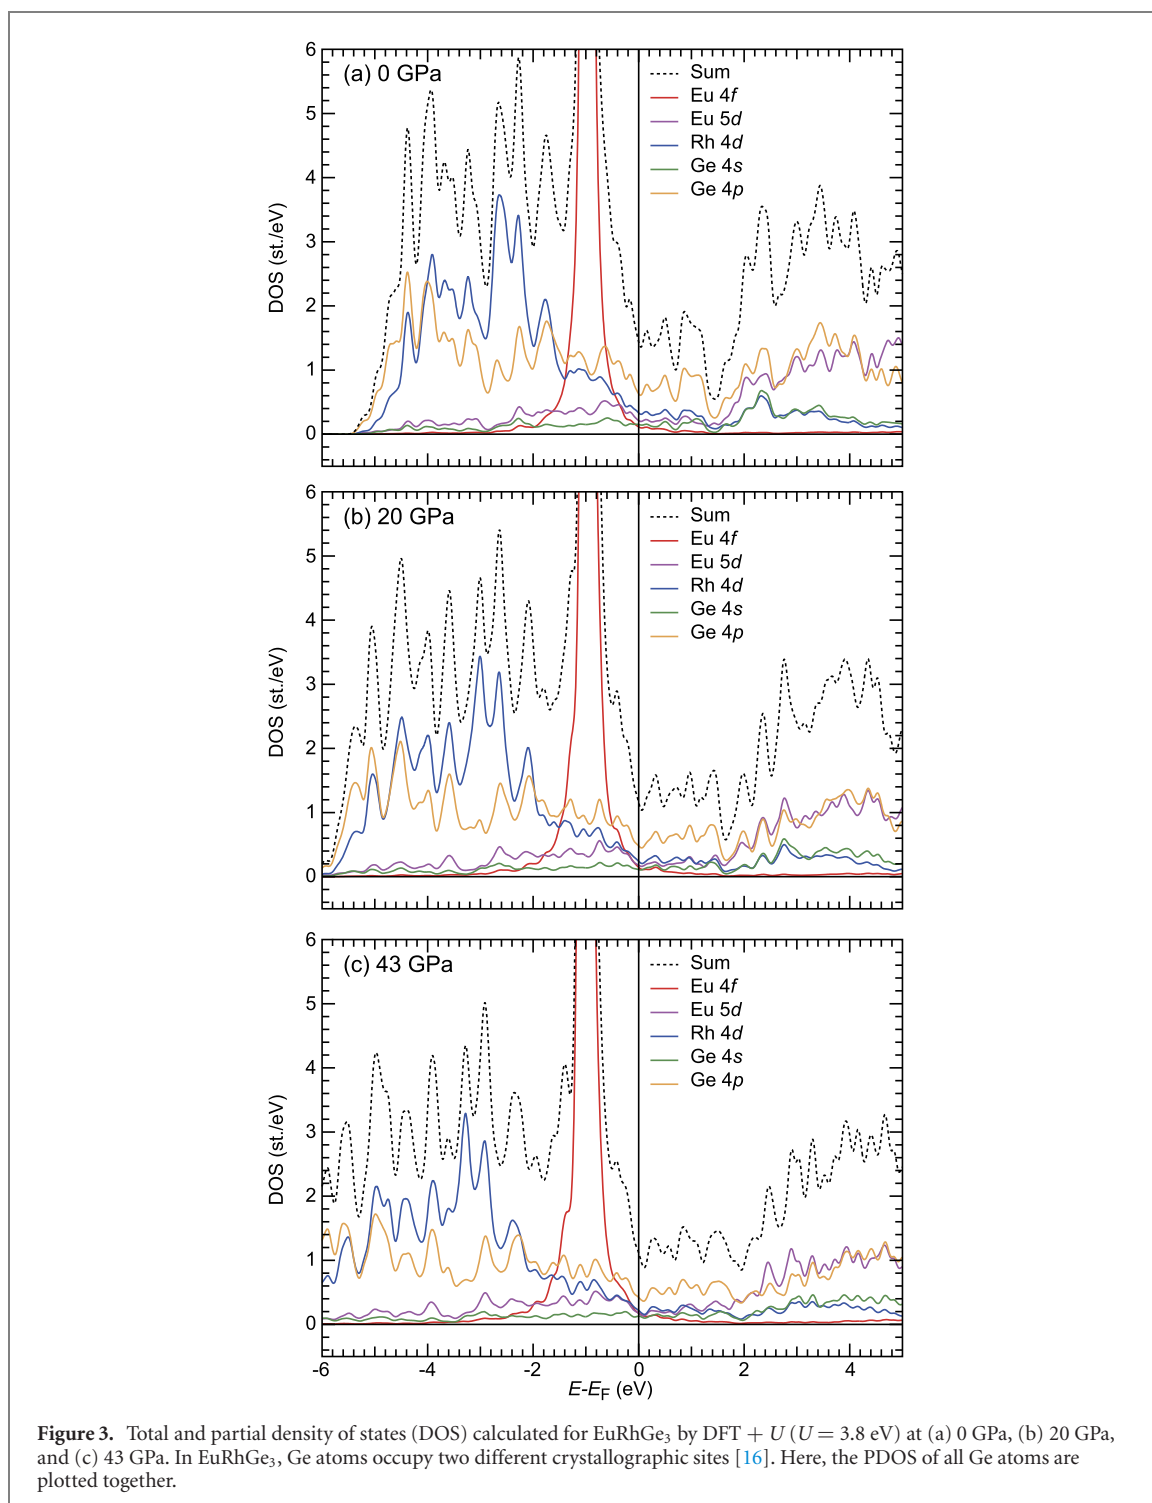 (a) 0 GPa
Sum
Eu 4f
Eu 5d
Rh 4d
Ge 4s
Ge 4p
6
5
4
3
2
1
0
DOS (st./eV)
(b) 20 GPa
Sum
Eu 4f
Eu 5d
Rh 4d
Ge 4s
Ge 4p
6
5
4
3
2
1
0
DOS (st./eV)
(c) 43 GPa
Sum
Eu 4f
Eu 5d
Rh 4d
Ge 4s
Ge 4p
6
5
4
3
2
1
0
DOS (st./eV)
-6 -4 -2 0 2 4
E-E_F (eV)
Figure 3. Total and partial density of states (DOS) calculated for EuRhGe₃ by DFT + U (U = 3.8 eV) at (a) 0 GPa, (b) 20 GPa,
and (c) 43 GPa. In EuRhGe₃, Ge atoms occupy two different crystallographic sites [16]. Here, the PDOS of all Ge atoms are
plotted together.